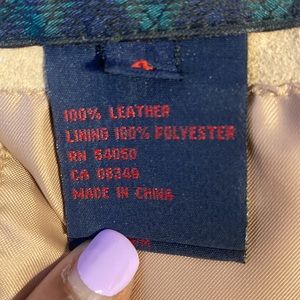 4
100% LEATHER
LINING 100% POLYESTER
RN 54050
CA 08349
MADE IN CHINA